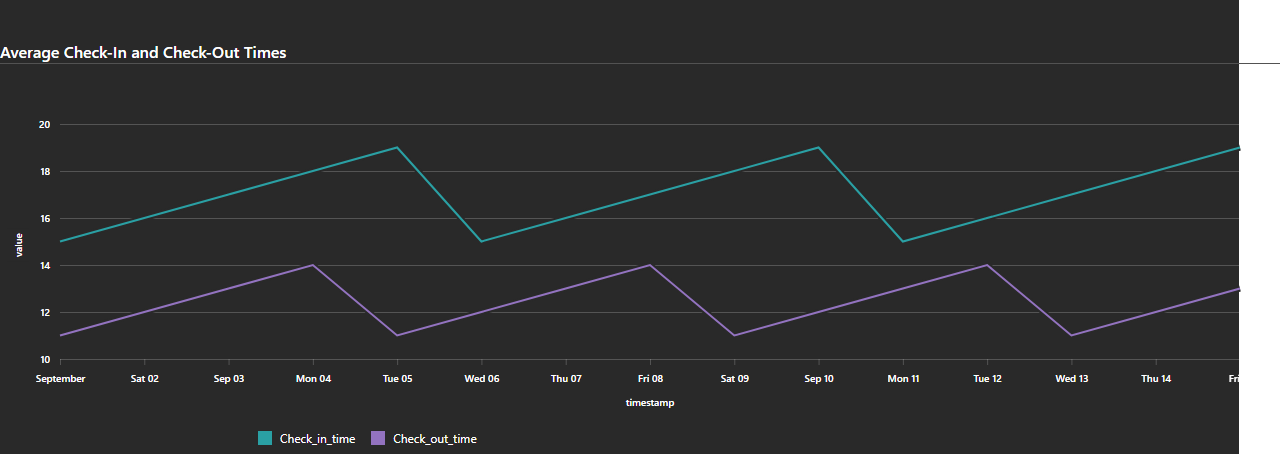 Average Check-In and Check-Out Times
20
18
16
14
12
10
value
September Sat 02 Sep 03 Mon 04 Tue 05 Wed 06 Thu 07 Fri 08 Sat 09 Sep 10 Mon 11 Tue 12 Wed 13 Thu 14 Fri
timestamp
Check_in_time Check_out_time